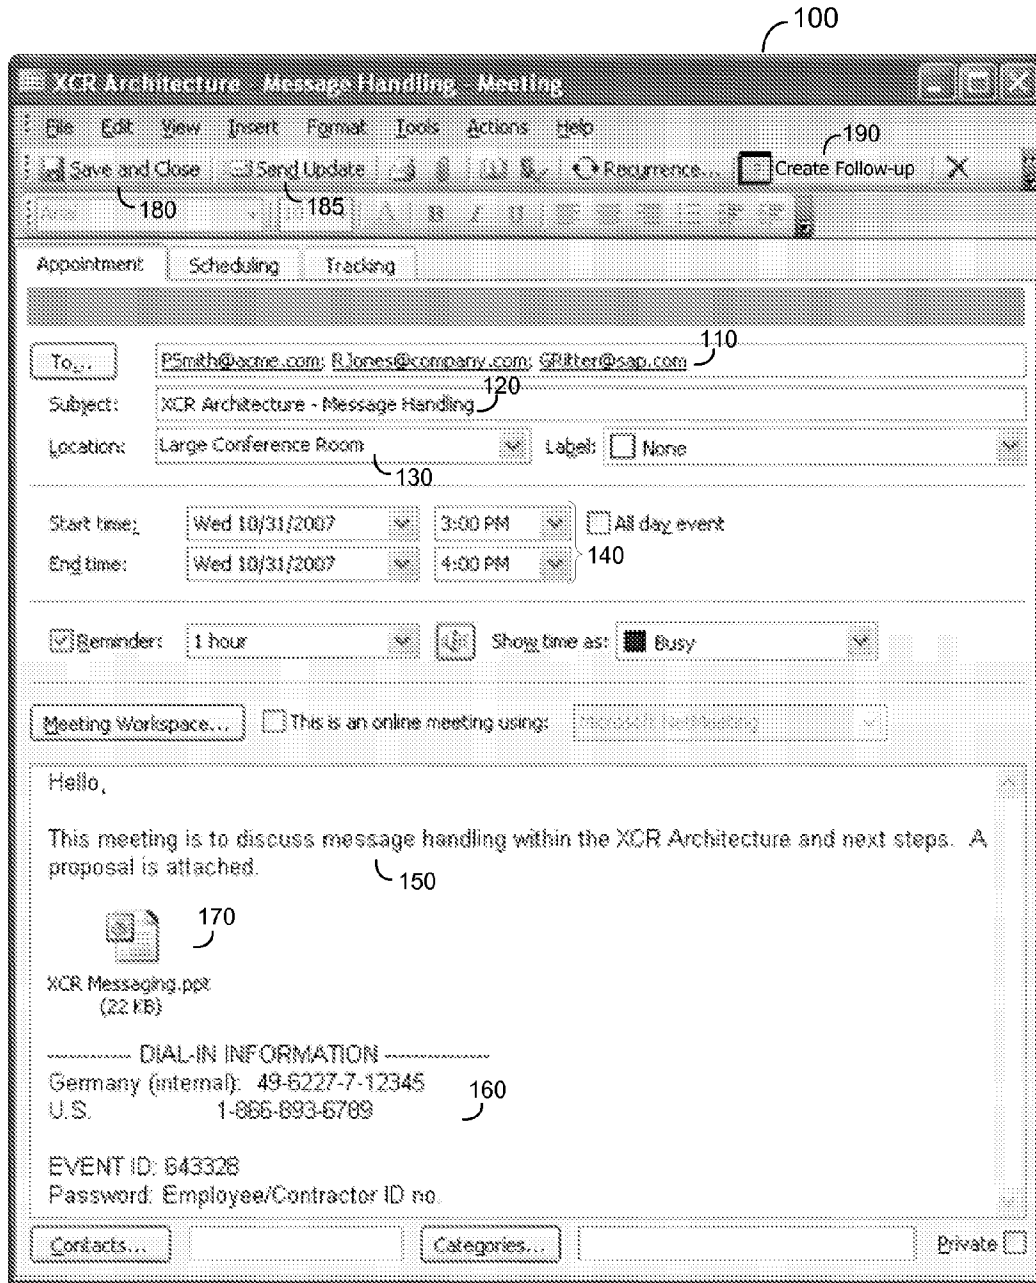 100
XCR Architecture - Message Handling - Meeting
File Edit View Insert Format Tools Actions Help
190
Save and Close Send Update Recurrence... Create Follow-up
180 185
Appointment Scheduling Tracking
To... PSmith@acme.com; RJones@company.com; GRitter@sap.com 110
Subject: XCR Architecture - Message Handling 120
Location: Large Conference Room Label: None
130
Start time: Wed 10/31/2007 3:00 PM All day event
End time: Wed 10/31/2007 4:00 PM 140
Reminder: 1 hour Show time as: Busy
Meeting Workspace... This is an online meeting using: Microsoft NetMeeting
Hello,
This meeting is to discuss message handling within the XCR Architecture and next steps. A
proposal is attached.
150
170
XCR Messaging.ppt
(22 KB)
------------ DIAL-IN INFORMATION ---------------
Germany (internal): 49-6227-7-12345
U.S. 1-866-893-6789
160
EVENT ID: 643328
Password: Employee/Contractor ID no.
Contacts... Categories... Private